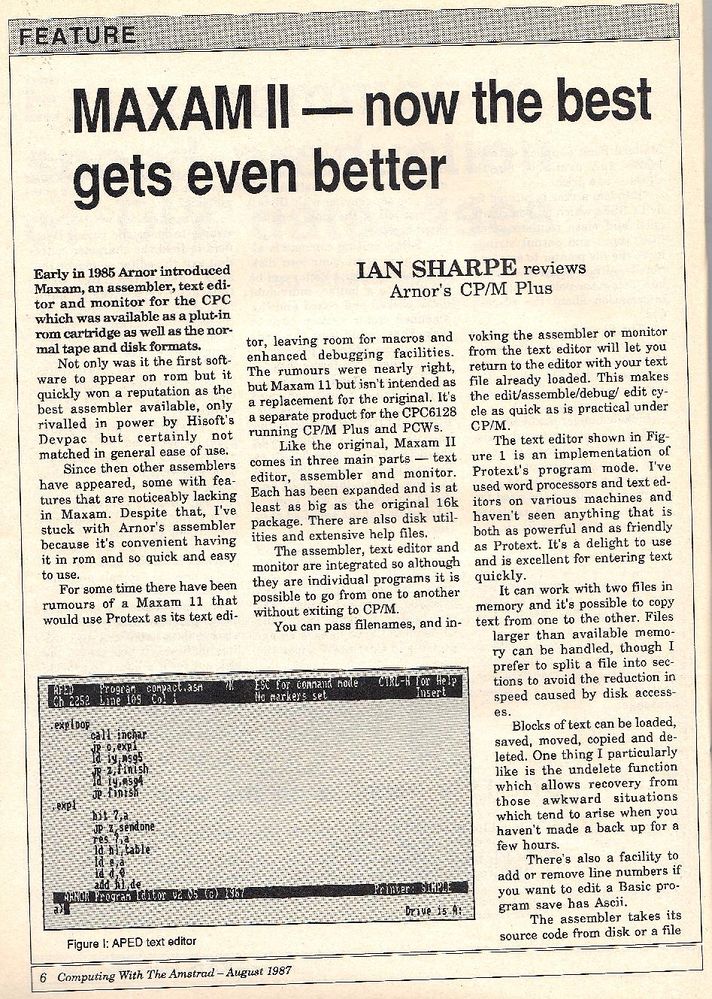 FEATURE
MAXAM II — now the best
gets even better
IAN SHARPE reviews
Arnor's CP/M Plus
Early in 1985 Arnor introduced
Maxam, an assembler, text edi-
tor and monitor for the CPC
which was available as a plut-in
rom cartridge as well as the nor-
mal tape and disk formats.
Not only was it the first soft-
ware to appear on rom but it
quickly won a reputation as the
best assembler available, only
rivalled in power by Hisoft's
Devpac but certainly not
matched in general ease of use.
Since then other assemblers
have appeared, some with fea-
tures that are noticeably lacking
in Maxam. Despite that, I've
stuck with Arnor's assembler
because it's convenient having
it in rom and so quick and easy
to use.
For some time there have been
rumours of a Maxam 11 that
would use Protext as its text edi-
tor, leaving room for macros and
enhanced debugging facilities.
The rumours were nearly right,
but Maxam 11 but isn't intended as
a replacement for the original. It's
a separate product for the CPC6128
running CP/M Plus and PCWs.
Like the original, Maxam II
comes in three main parts — text
editor, assembler and monitor.
Each has been expanded and is at
least as big as the original 16k
package. There are also disk util-
ities and extensive help files.
The assembler, text editor and
monitor are integrated so although
they are individual programs it is
possible to go from one to another
without exiting to CP/M.
You can pass filenames, and in-
voking the assembler or monitor
from the text editor will let you
return to the editor with your text
file already loaded. This makes
the edit/assemble/debug/ edit cy-
cle as quick as is practical under
CP/M.
The text editor shown in Fig-
ure 1 is an implementation of
Protext's program mode. I've
used word processors and text ed-
itors on various machines and
haven't seen anything that is
both as powerful and as friendly
as Protext. It's a delight to use
and is excellent for entering text
quickly.
It can work with two files in
memory and it's possible to copy
text from one to the other. Files
larger than available memo-
ry can be handled, though I
prefer to split a file into sec-
tions to avoid the reduction in
speed caused by disk access-
es.
Blocks of text can be loaded,
saved, moved, copied and de-
leted. One thing I particularly
like is the undelete function
which allows recovery from
those awkward situations
which tend to arise when you
haven't made a back up for a
few hours.
There's also a facility to
add or remove line numbers if
you want to edit a Basic pro-
gram save has Ascii.
The assembler takes its
source code from disk or a file
APED Program compact.asm ESC for command mode CTRL-H for Help
Ch 2252 Line 109 Col 1 No markers set Insert
.exploop
call inchar
jp c,exp1
ld iy,msg5
jp z,finish
ld iy,msg4
jp finish
.exp1
bit 7,a
jp z,sendone
res 7,a
ld hl,table
ld e,a
ld d,0
add hl,de
ARNOR Program Editor v2.05 (c) 1987 Printer: SIMPLE
a> Drive is A:
Figure I: APED text editor
6 Computing With The Amstrad – August 1987